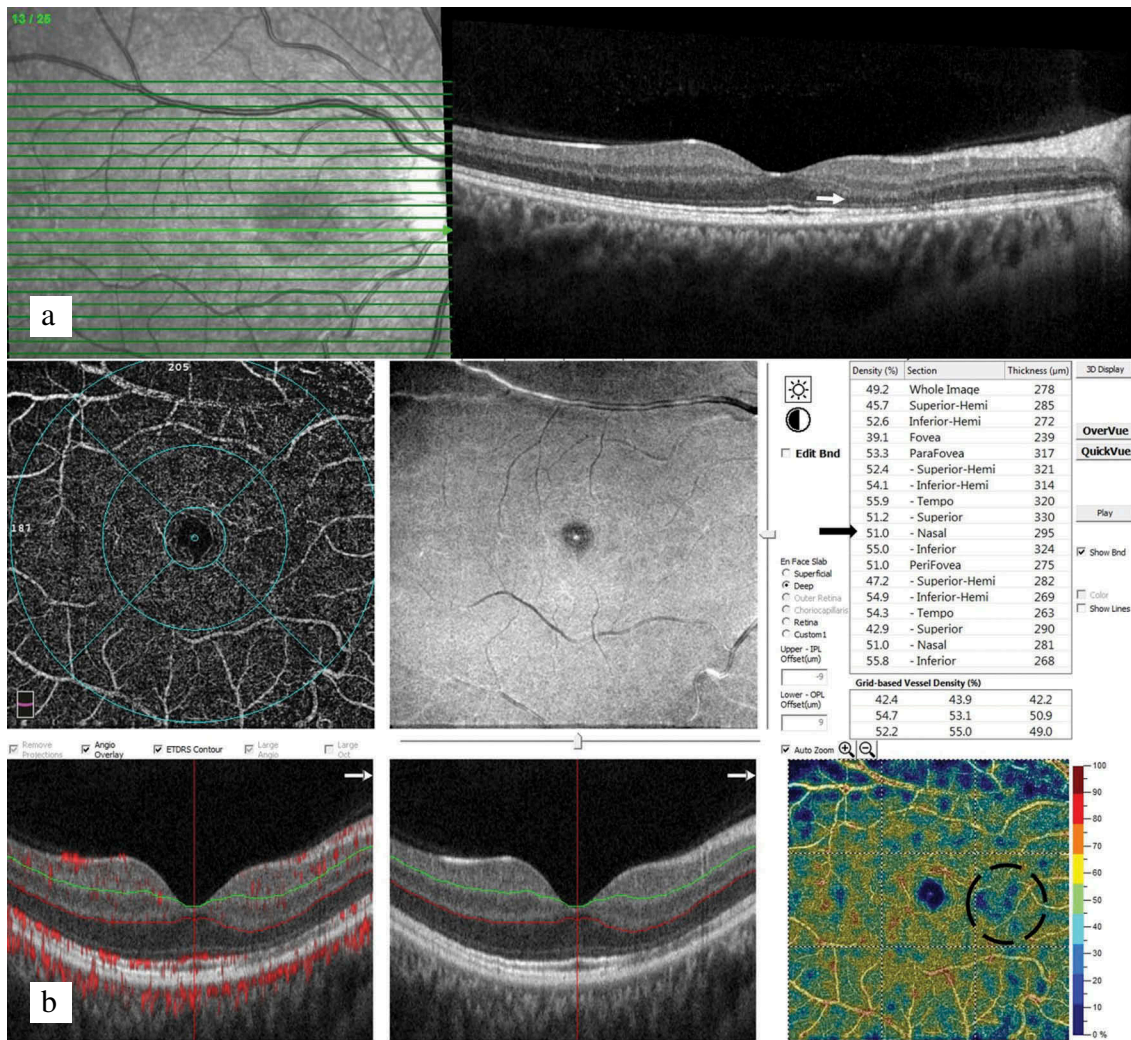 13 / 25
a
205
187
Edit Bnd
En Face Slab
Superficial
Deep
Outer Retina
Choriocapillaris
Retina
Custom1
Upper - IPL
Offset(um)
-9
Lower - OPL
Offset(um)
9
Density (%) Section Thickness (µm)
49.2 Whole Image 278
45.7 Superior-Hemi 285
52.6 Inferior-Hemi 272
39.1 Fovea 239
53.3 ParaFovea 317
52.4 - Superior-Hemi 321
54.1 - Inferior-Hemi 314
55.9 - Tempo 320
51.2 - Superior 330
51.0 - Nasal 295
55.0 - Inferior 324
51.0 PeriFovea 275
47.2 - Superior-Hemi 282
54.9 - Inferior-Hemi 269
54.3 - Tempo 263
42.9 - Superior 290
51.0 - Nasal 281
55.8 - Inferior 268
Grid-based Vessel Density (%)
42.4 43.9 42.2
54.7 53.1 50.9
52.2 55.0 49.0
3D Display
OverVue
QuickVue
Play
Show Bnd
Color
Show Lines
Remove
Projections
Angio
Overlay
ETDRS Contour
Large
Angio
Large
Oct
Auto Zoom
b
100
90
80
70
60
50
40
30
20
10
0 %